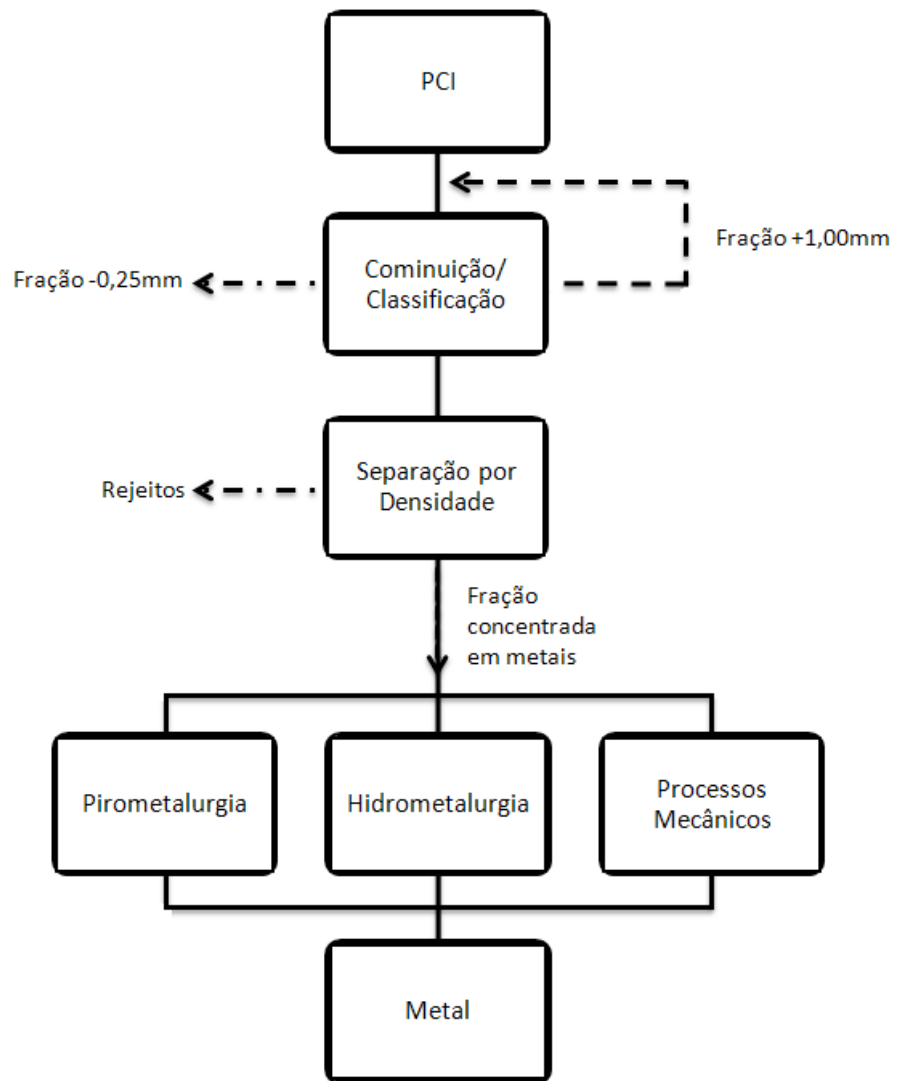 PCI
Fração +1,00mm
Fração -0,25mm
Cominuição/
Classificação
Rejeitos
Separação por
Densidade
Fração
concentrada
em metais
Pirometalurgia
Hidrometalurgia
Processos
Mecânicos
Metal